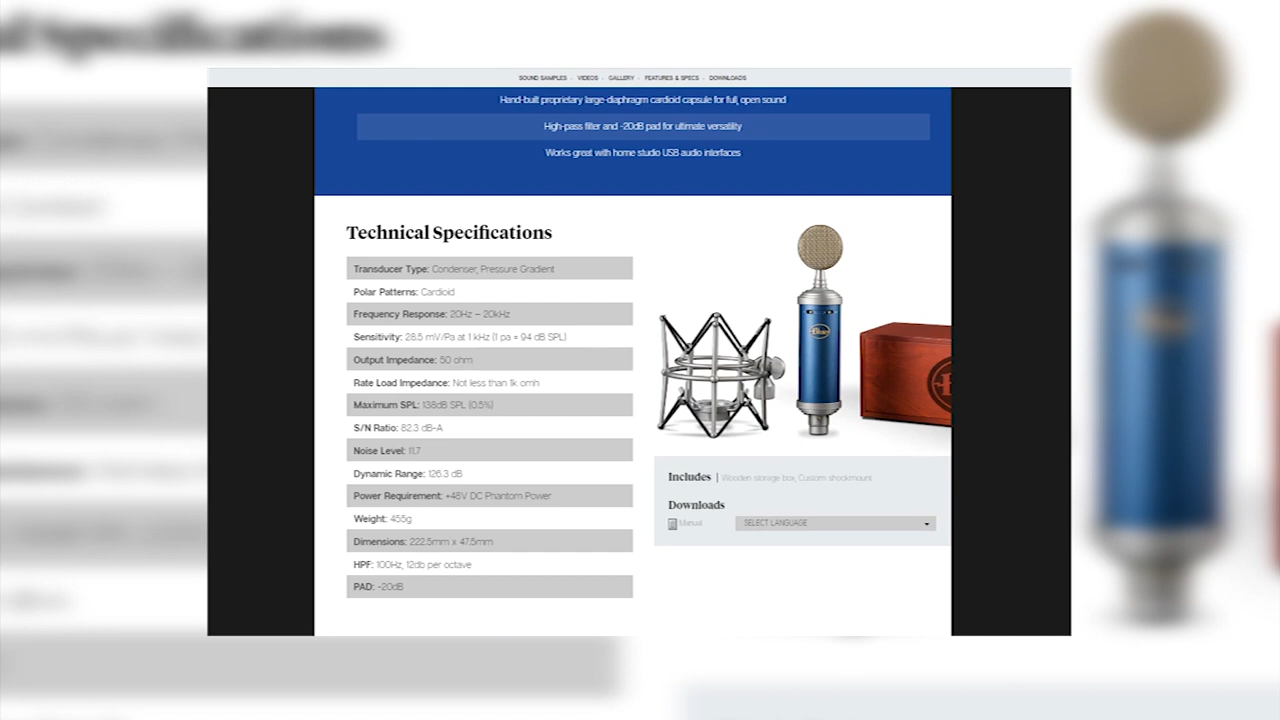 SOUND SAMPLES - VIDEOS - GALLERY - FEATURES & SPECS - DOWNLOADS
Hand-built proprietary large-diaphragm cardioid capsule for full, open sound
High-pass filter and -20dB pad for ultimate versatility
Works great with home studio USB audio interfaces
Technical Specifications
Transducer Type: Condenser, Pressure Gradient
Polar Patterns: Cardioid
Frequency Response: 20Hz – 20kHz
Sensitivity: 28.5 mV/Pa at 1 kHz (1 pa = 94 dB SPL)
Output Impedance: 50 ohm
Rate Load Impedance: Not less than 1k omh
Maximum SPL: 138dB SPL (0.5%)
S/N Ratio: 82.3 dB-A
Noise Level: 11.7
Dynamic Range: 126.3 dB
Power Requirement: +48V DC Phantom Power
Weight: 455g
Dimensions: 222.5mm x 47.5mm
HPF: 100Hz, 12db per octave
PAD: -20dB
Blue
Includes | Wooden storage box, Custom shockmount
Downloads
Manual
SELECT LANGUAGE